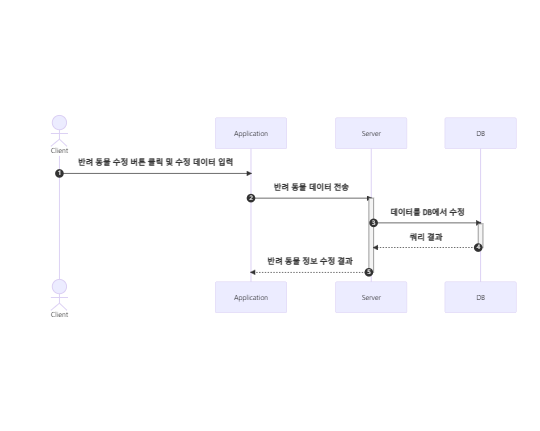 Client
Application
Server
DB
반려 동물 수정 버튼 클릭 및 수정 데이터 입력
1
반려 동물 데이터 전송
2
데이터를 DB에서 수정
3
쿼리 결과
4
반려 동물 정보 수정 결과
5
Client
Application
Server
DB